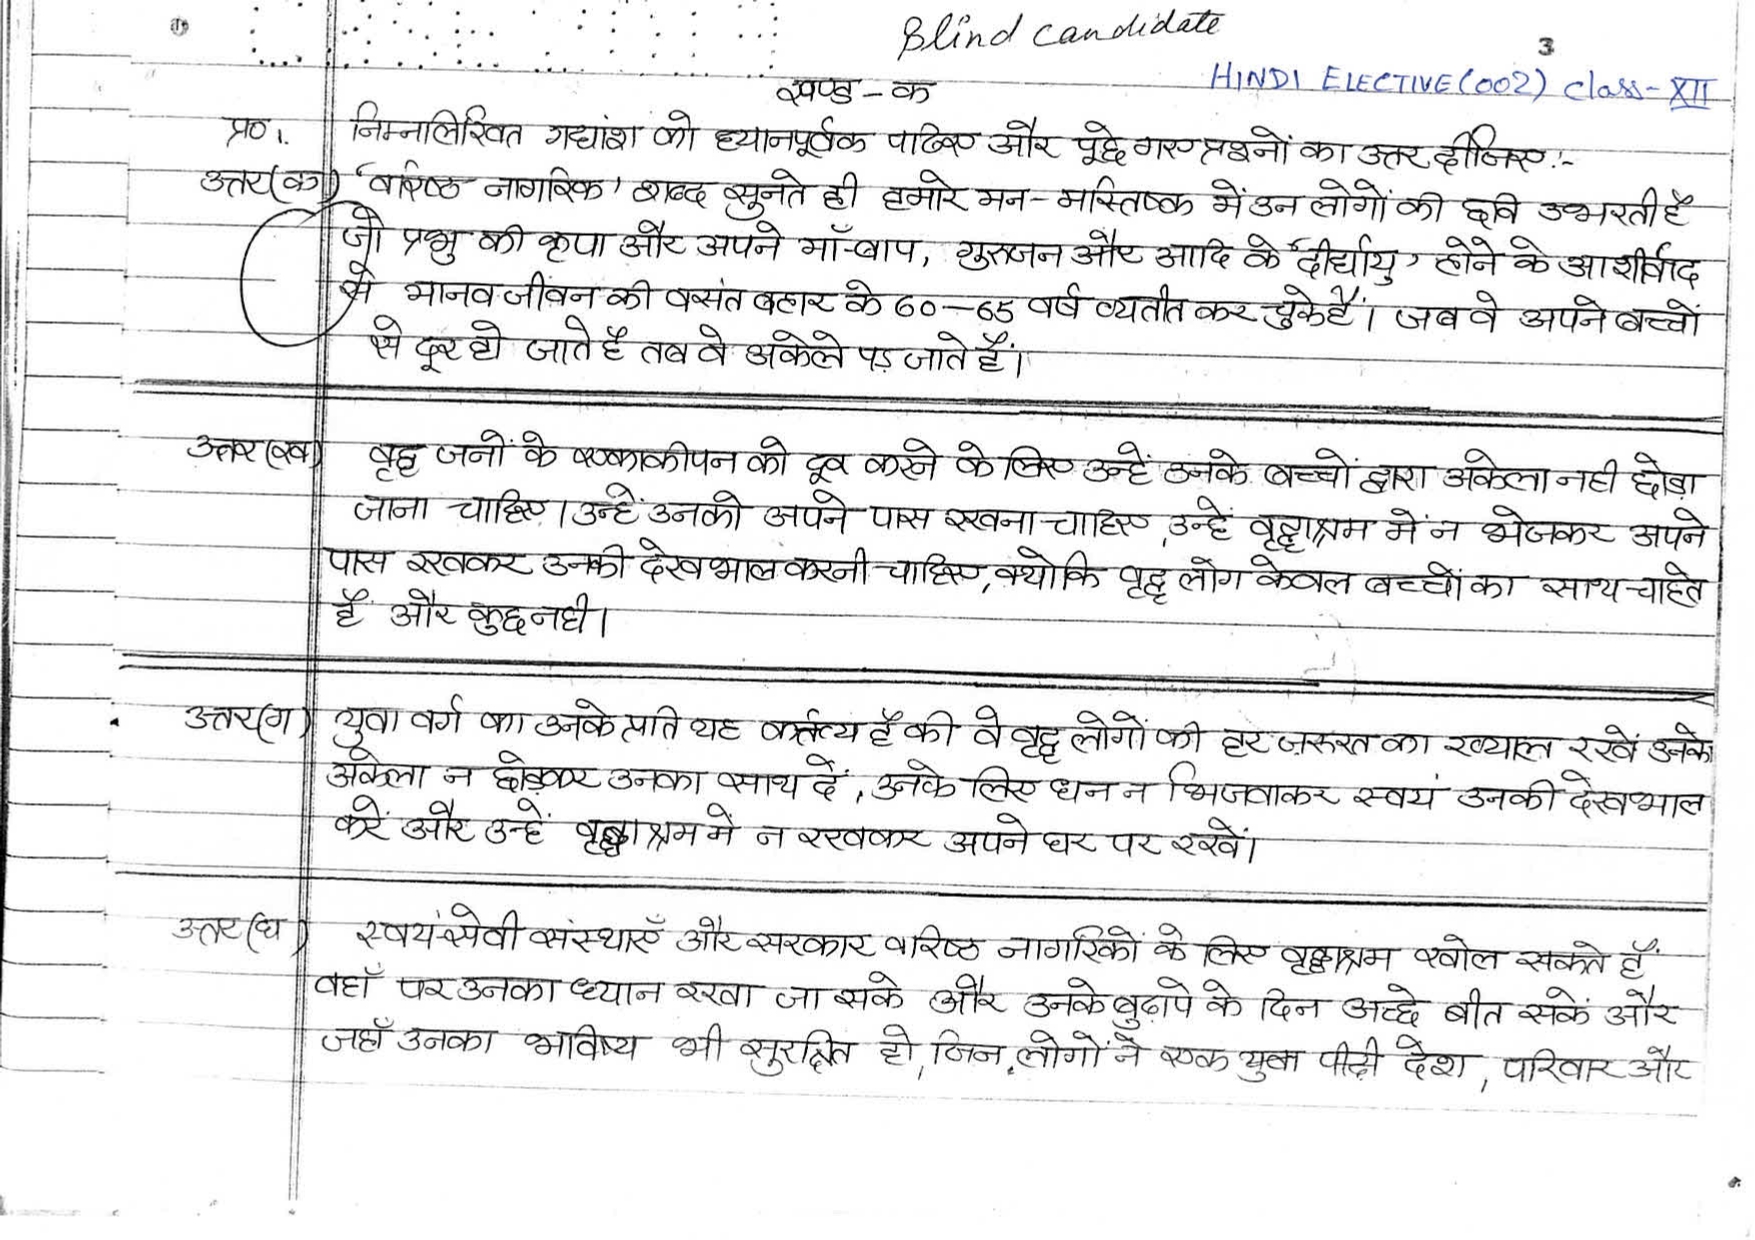 Blind candidate
3
HINDI ELECTIVE (002) Class-XII
खण्ड - क
प्र० 1. निम्नलिखित गद्यांश को ध्यानपूर्वक पढिए और पूछे गए प्रश्नों का उत्तर दीजिए:-
उत्तर (क) 'वरिष्ठ नागरिक' शब्द सुनते ही हमारे मन-मस्तिष्क में उन लोगों की छवि उभरती है
जो प्रभु की कृपा और अपने माँ-बाप, गुरुजन और आदि के "दीर्घायु' होने के आशीर्वाद
से मानव जीवन की वसंत बहार के 60-65 वर्ष व्यतीत कर चुके हैं। जब वे अपने बच्चों
से दूर हो जाते है तब वे अकेले पड़ जाते हैं।
उत्तर (ख) वृद्ध जनों के एकाकीपन को दूव करने के लिए उन्हें उनके बच्चों द्वारा अकेला नही छोडा
जाना चाहिए। उन्हें उनको अपने पास रखना चाहिए, उन्हें वृद्धाश्रम में न भेजकर अपने
पास रखकर उनकी देखभाल करनी चाहिए, क्योकि वृद्ध लोग केवल बच्चों का साथ चाहते
हैं और कुछ नही।
उत्तर (ग) युवा वर्ग का उनके प्रति यह कर्त्तव्य है की वे वृद्ध लोगों की हर ज़रूरत का ख्याल रखें उनके
अकेला न छोड़कर उनका साथ दें, उनके लिए धन न भिजवाकर स्वयं उनकी देखभाल
करें और उन्हें वृद्धाश्रम में न रखकर अपने घर पर रखें।
उत्तर (घ) स्वयंसेवी संस्थाएँ और सरकार वरिष्ठ नागरिकों के लिए वृद्धाश्रम खोल सकते हैं
वहाँ पर उनका ध्यान रखा जा सके और उनके बुढापे के दिन अच्छे बीत सकें और
जहाँ उनका भविष्य भी सुरक्षित हो, जिन लोगों ने एक युवा पीढी देश, परिवार और